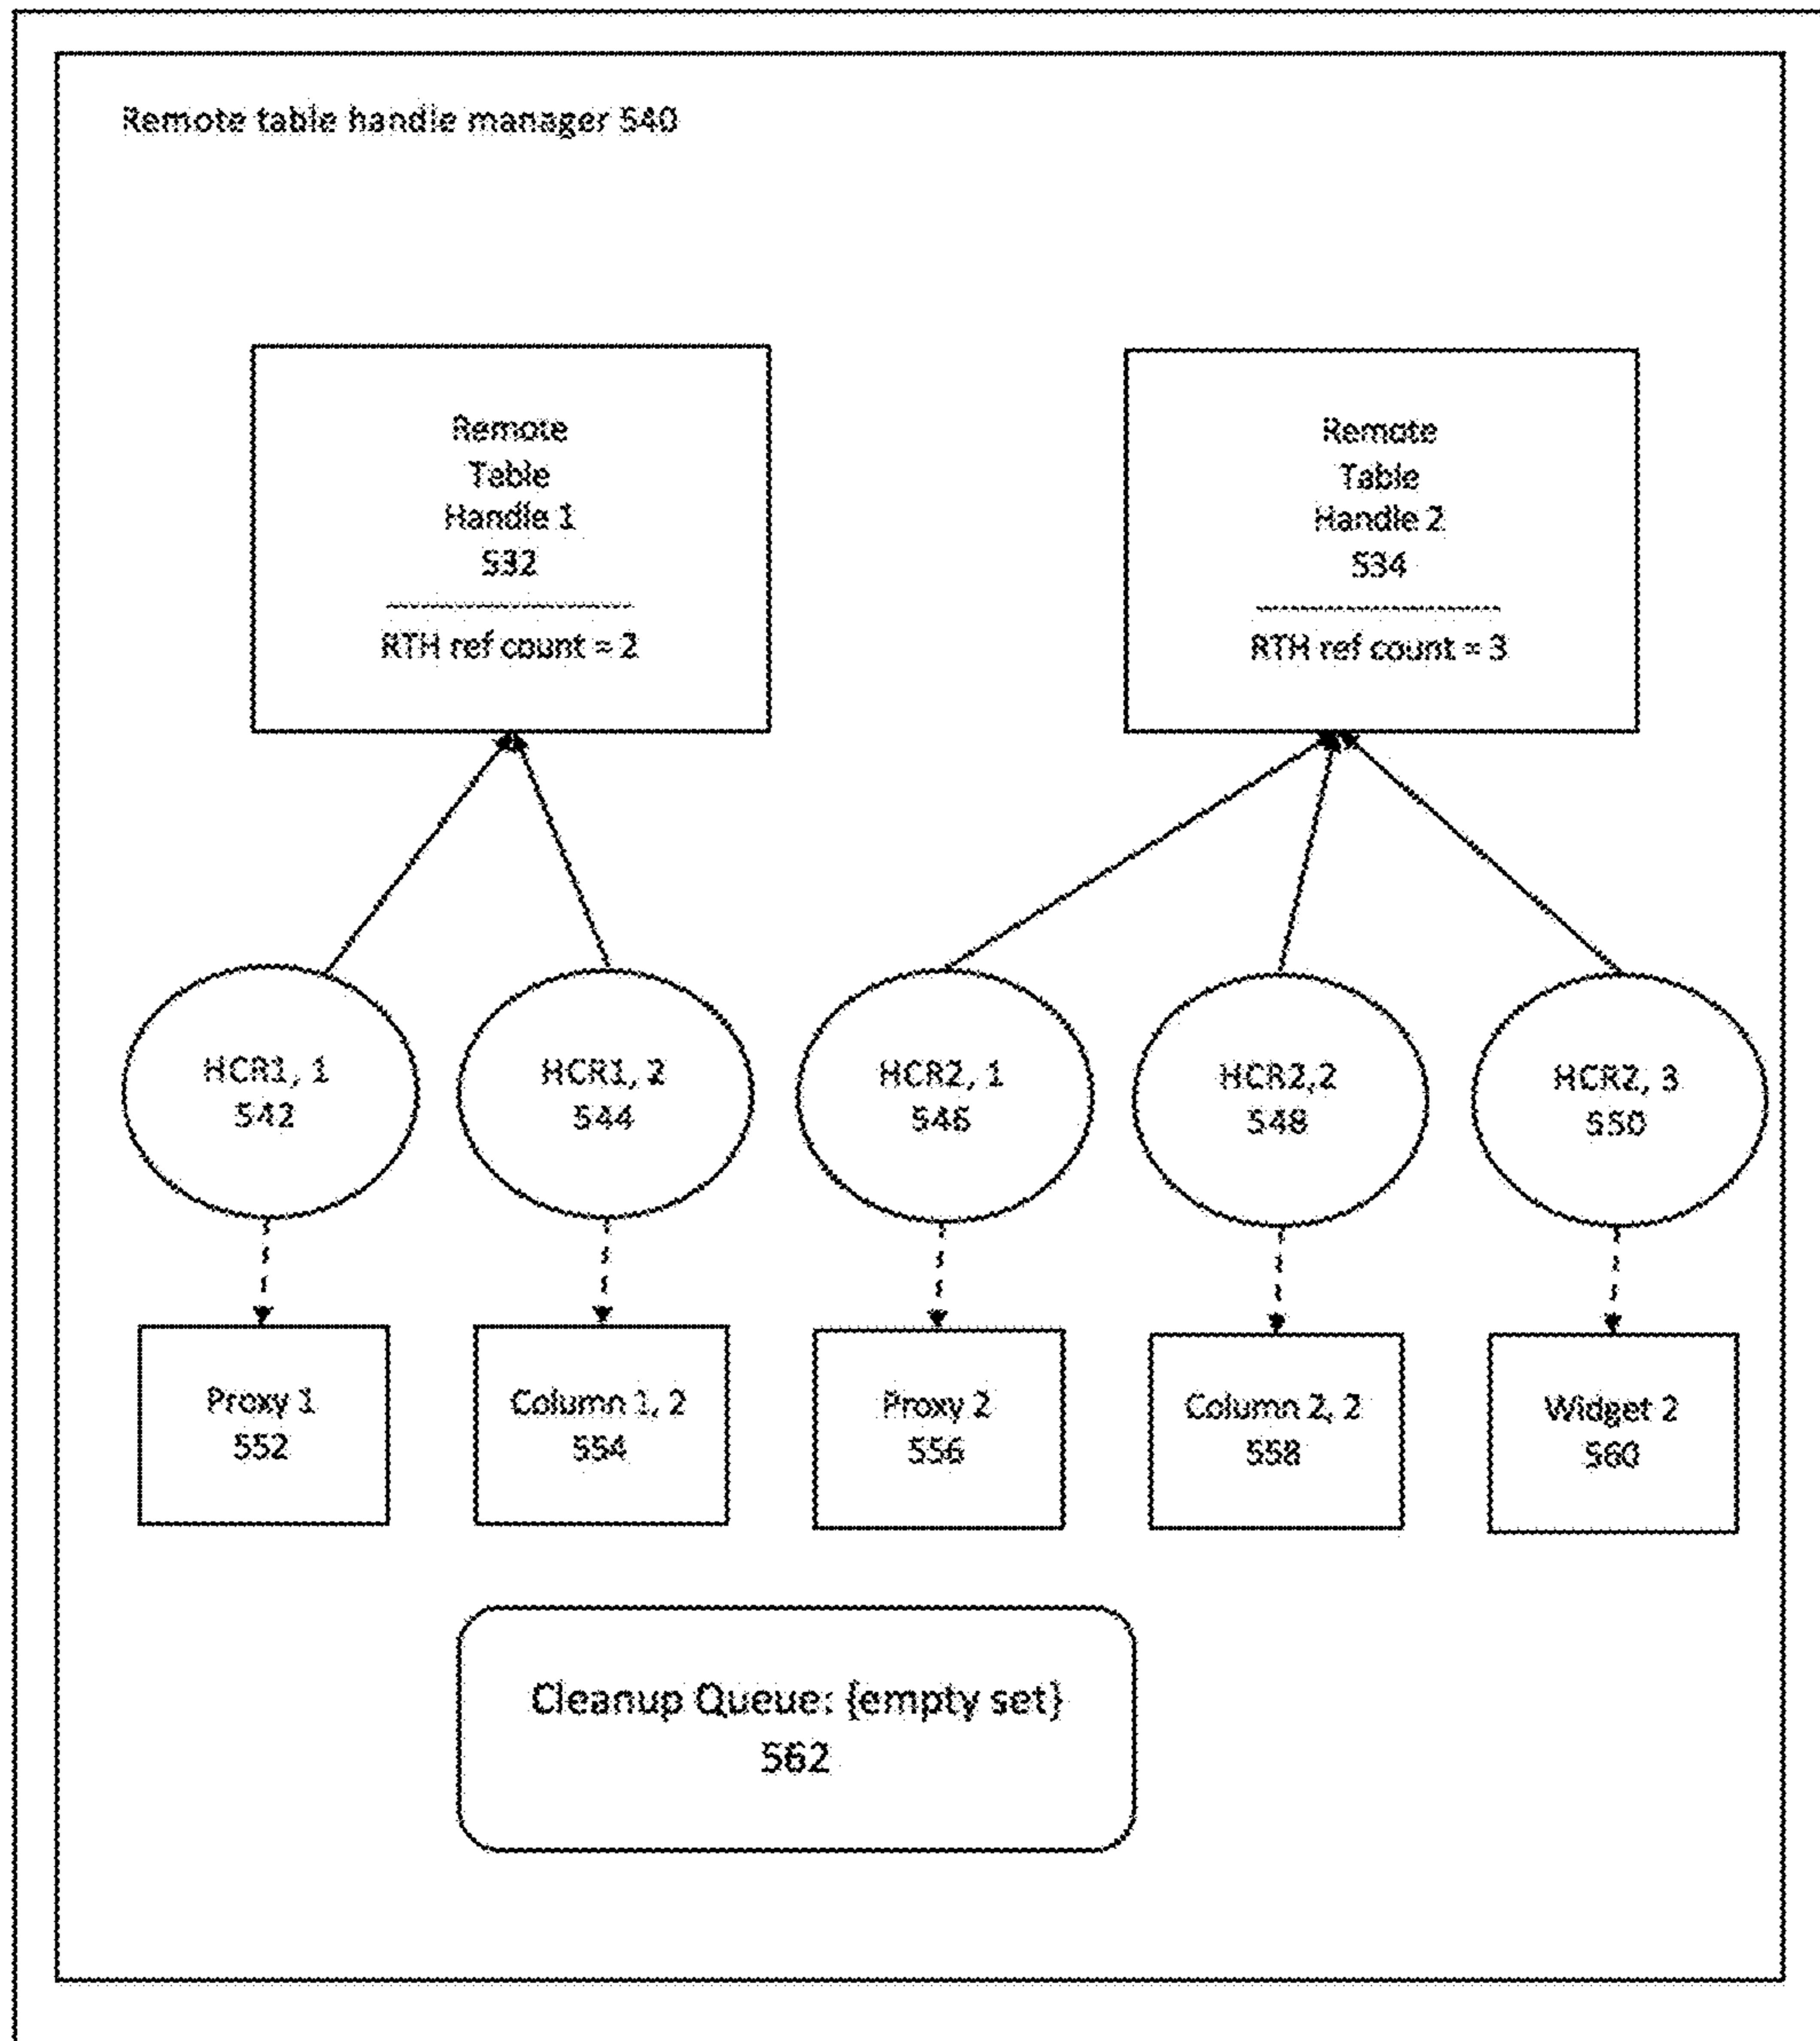 Remote table handle manager 540
Remote
Table
Handle 1
532
RTH ref count = 2
Remote
Table
Handle 2
534
RTH ref count = 3
HCR1, 1
542
HCR1, 2
544
HCR2, 1
546
HCR2,2
548
HCR2, 3
550
Proxy 1
552
Column 1, 2
554
Proxy 2
556
Column 2, 2
558
Widget 2
560
Cleanup Queue: {empty set}
562